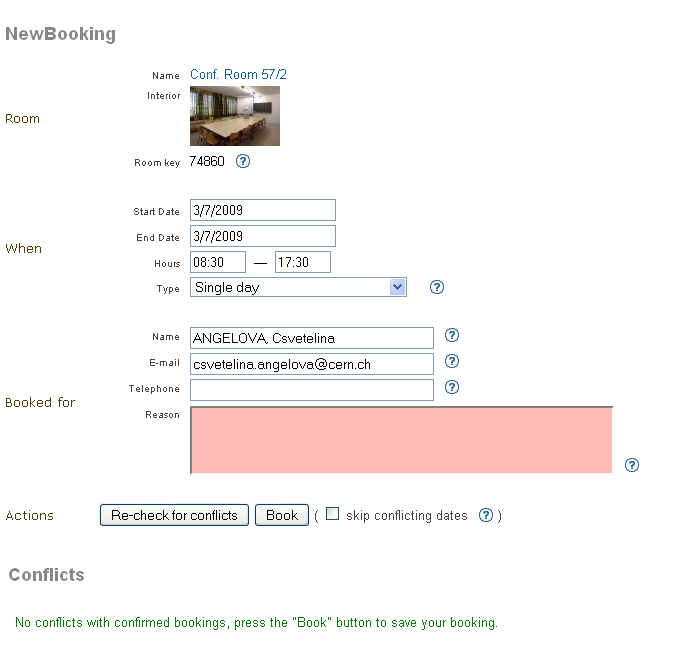 NewBooking
Name Conf. Room 57/2
Interior
Room
Room key 74860 ?
Start Date 3/7/2009
End Date 3/7/2009
When
Hours 08:30 — 17:30
Type Single day ?
Name ANGELOVA, Csvetelina ?
E-mail csvetelina.angelova@cern.ch ?
Telephone ?
Booked for
Reason ?
Actions Re-check for conflicts Book ( skip conflicting dates ? )
Conflicts
No conflicts with confirmed bookings, press the "Book" button to save your booking.